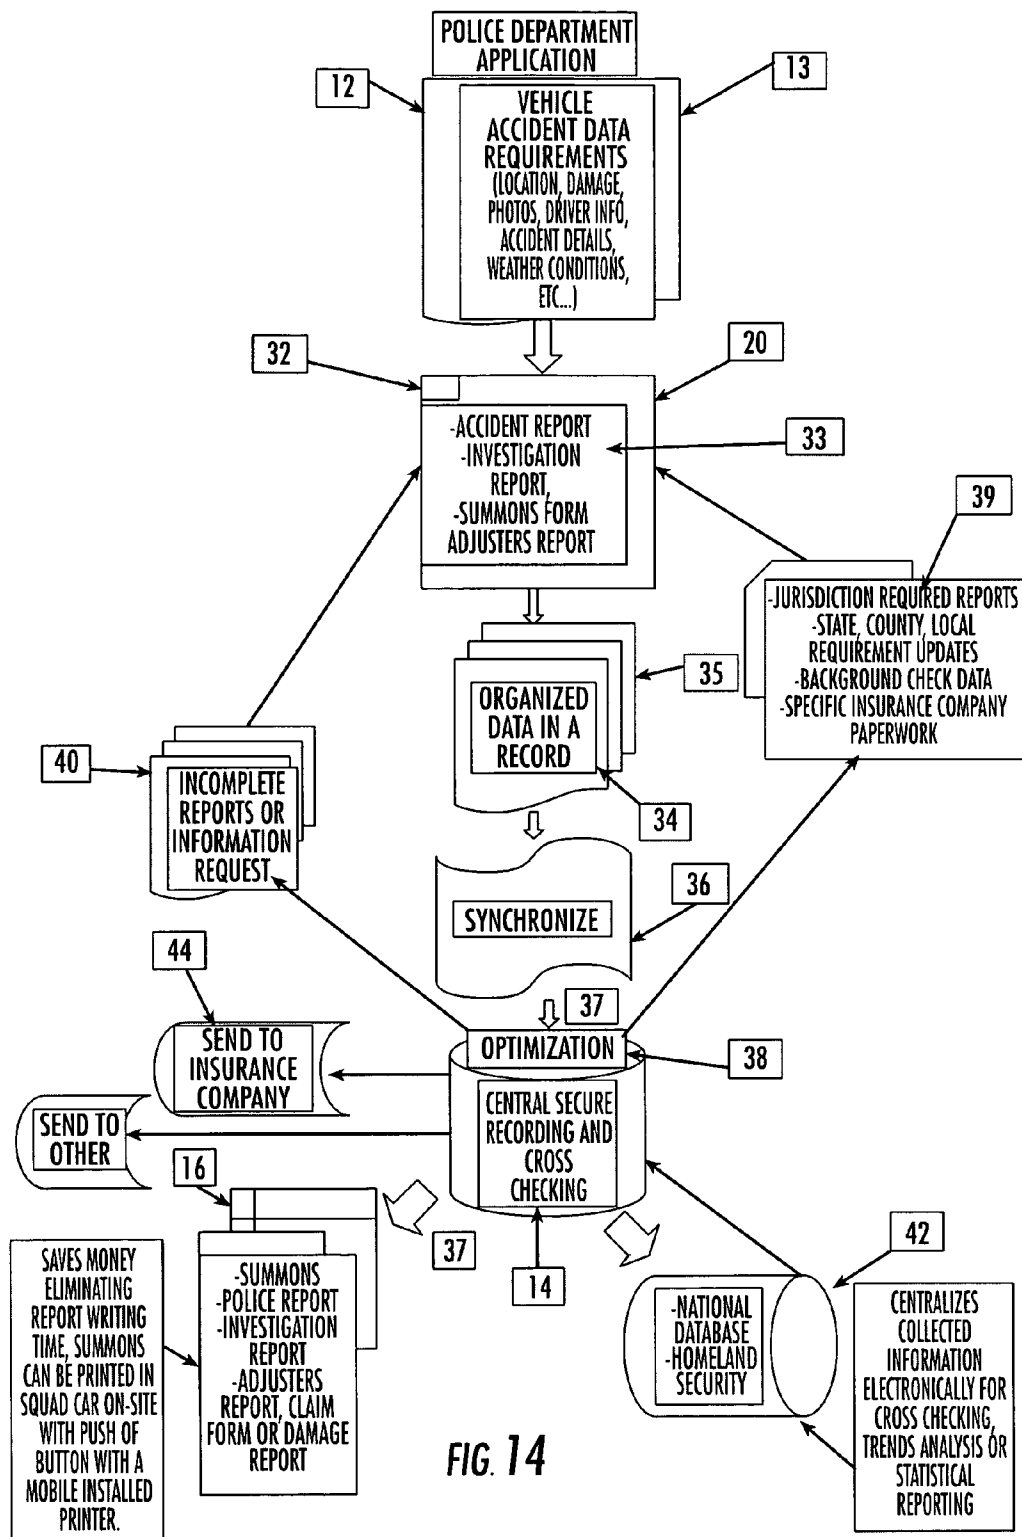 POLICE DEPARTMENT
APPLICATION
12
13
VEHICLE
ACCIDENT DATA
REQUIREMENTS
(LOCATION, DAMAGE,
PHOTOS, DRIVER INFO,
ACCIDENT DETAILS,
WEATHER CONDITIONS,
ETC...)
32
20
-ACCIDENT REPORT
-INVESTIGATION
REPORT,
-SUMMONS FORM
ADJUSTERS REPORT
33
39
-JURISDICTION REQUIRED REPORTS
-STATE, COUNTY, LOCAL
REQUIREMENT UPDATES
-BACKGROUND CHECK DATA
-SPECIFIC INSURANCE COMPANY
PAPERWORK
35
ORGANIZED
DATA IN A
RECORD
34
40
INCOMPLETE
REPORTS OR
INFORMATION
REQUEST
SYNCHRONIZE
36
44
SEND TO
INSURANCE
COMPANY
37
OPTIMIZATION
38
CENTRAL SECURE
RECORDING AND
CROSS
CHECKING
SEND TO
OTHER
16
37
14
42
SAVES MONEY
ELIMINATING
REPORT WRITING
TIME, SUMMONS
CAN BE PRINTED IN
SQUAD CAR ON-SITE
WITH PUSH OF
BUTTON WITH A
MOBILE INSTALLED
PRINTER.
-SUMMONS
-POLICE REPORT
-INVESTIGATION
REPORT
-ADJUSTERS
REPORT, CLAIM
FORM OR DAMAGE
REPORT
-NATIONAL
DATABASE
-HOMELAND
SECURITY
CENTRALIZES
COLLECTED
INFORMATION
ELECTRONICALLY FOR
CROSS CHECKING,
TRENDS ANALYSIS OR
STATISTICAL
REPORTING
FIG. 14